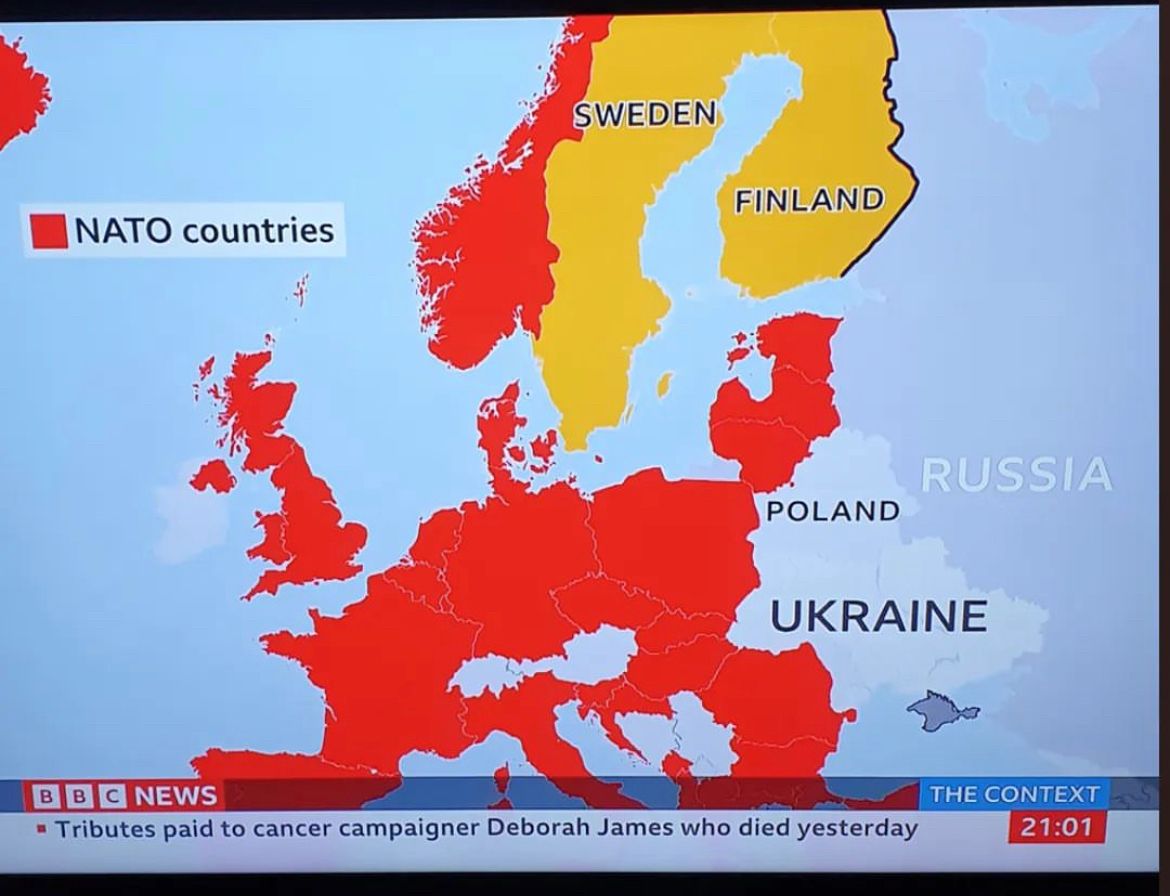 SWEDEN
FINLAND
NATO countries
RUSSIA
POLAND
UKRAINE
BBC NEWS
THE CONTEXT
Tributes paid to cancer campaigner Deborah James who died yesterday
21:01